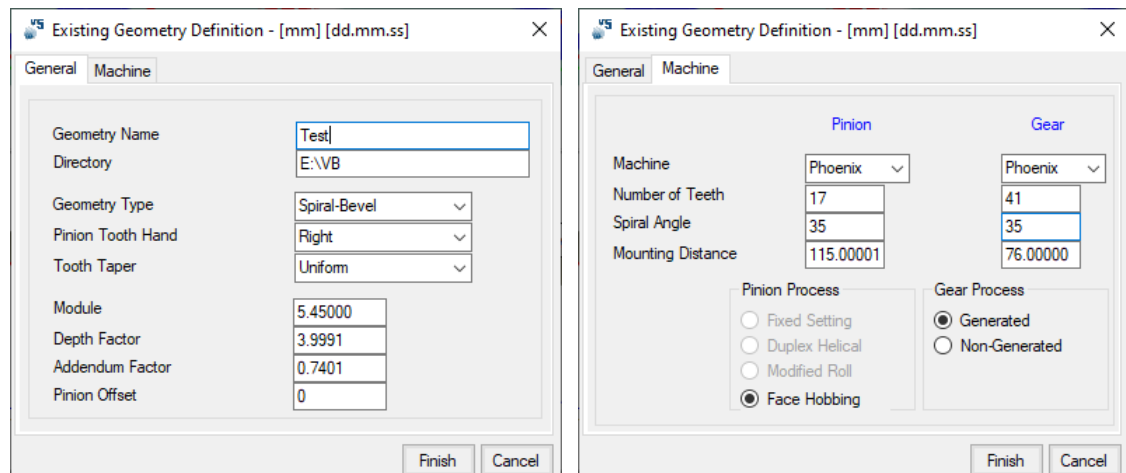 VS
Existing Geometry Definition - [mm] [dd.mm.ss]
General Machine
Geometry Name Test
Directory E:\VB
Geometry Type Spiral-Bevel
Pinion Tooth Hand Right
Tooth Taper Uniform
Module 5.45000
Depth Factor 3.9991
Addendum Factor 0.7401
Pinion Offset 0
Finish Cancel
VS
Existing Geometry Definition - [mm] [dd.mm.ss]
General Machine
Pinion Gear
Machine Phoenix Phoenix
Number of Teeth 17 41
Spiral Angle 35 35
Mounting Distance 115.00001 76.00000
Pinion Process
Fixed Setting
Duplex Helical
Modified Roll
Face Hobbing
Gear Process
Generated
Non-Generated
Finish Cancel